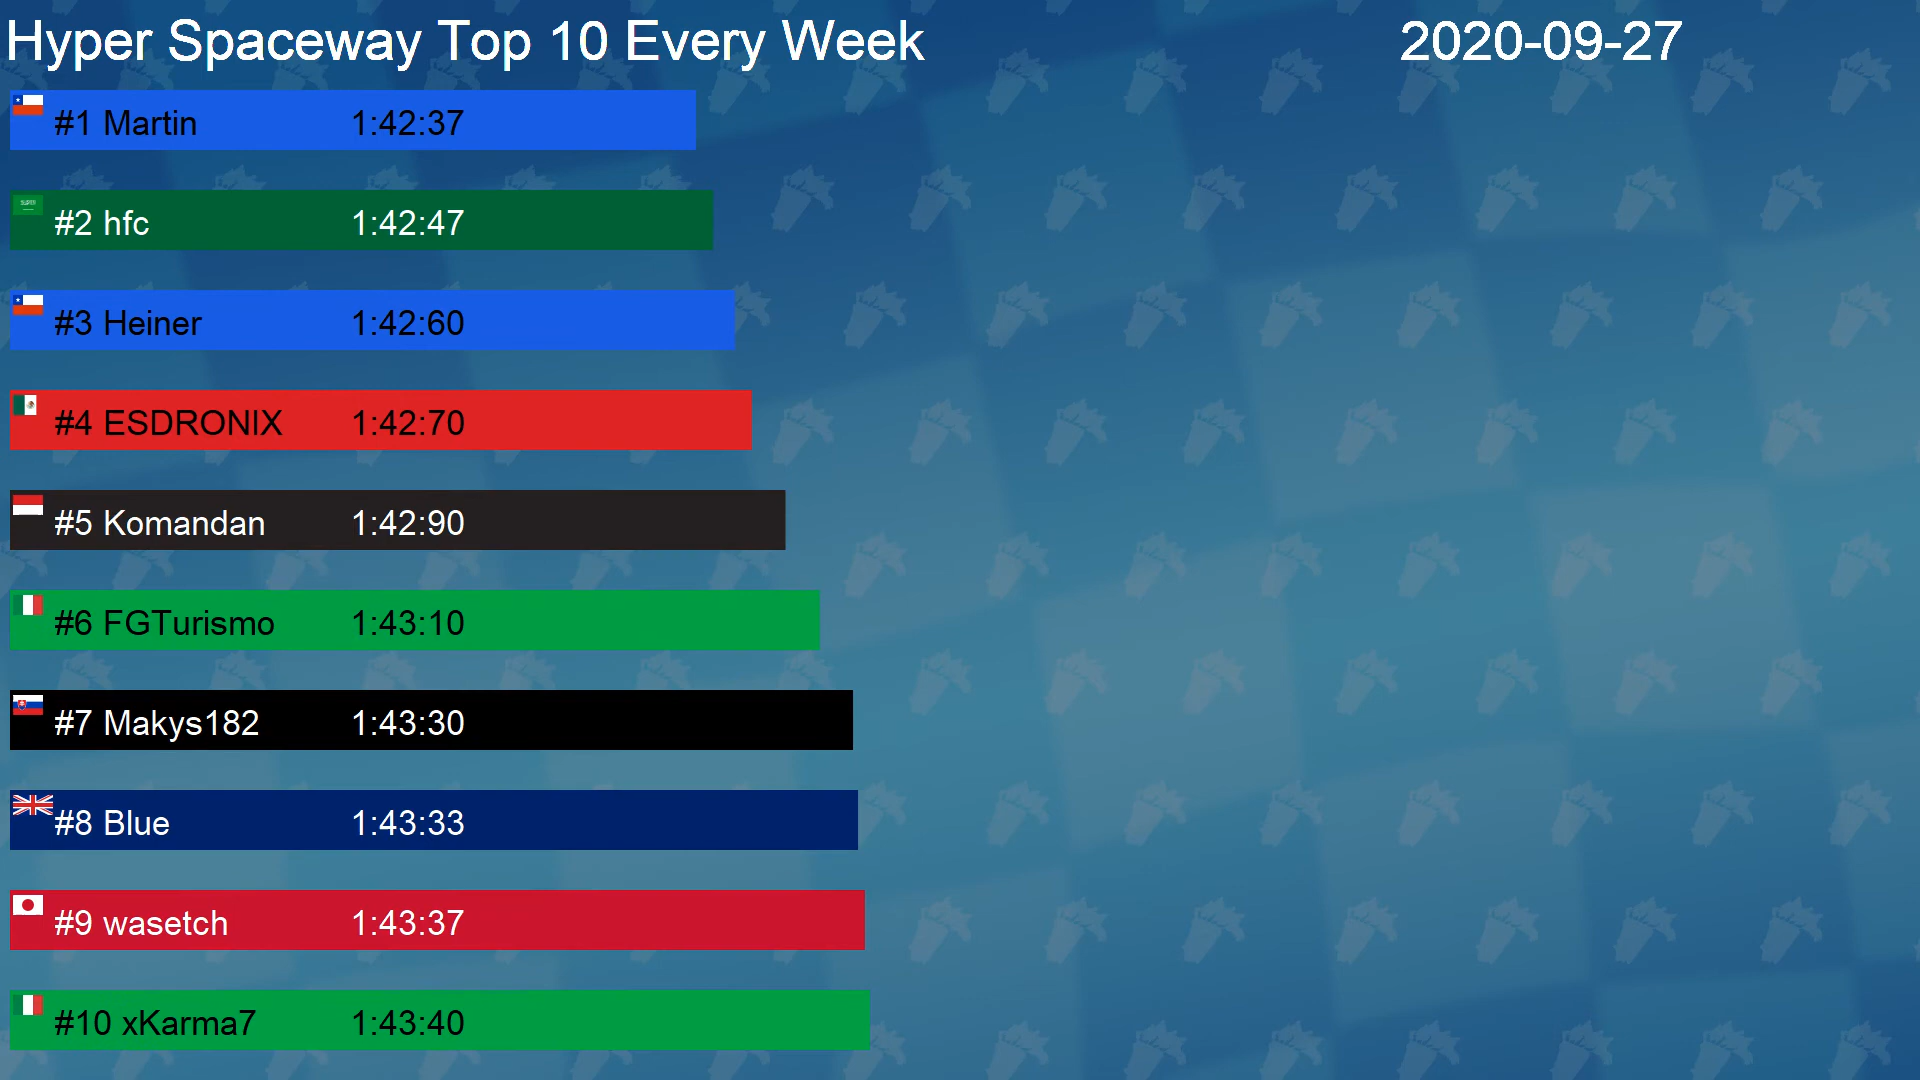 Hyper Spaceway Top 10 Every Week 2020-09-27
#1 Martin 1:42:37
#2 hfc 1:42:47
#3 Heiner 1:42:60
#4 ESDRONIX 1:42:70
#5 Komandan 1:42:90
#6 FGTurismo 1:43:10
#7 Makys182 1:43:30
#8 Blue 1:43:33
#9 wasetch 1:43:37
#10 xKarma7 1:43:40